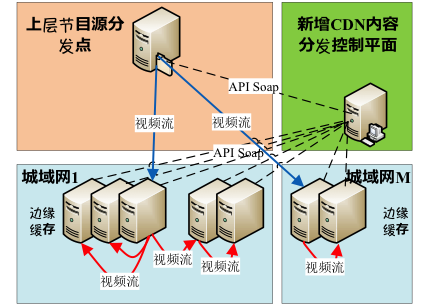 上层节目源分
发点
新增CDN内容
分发控制平面
API Soap
视频流
视频流
API Soap
城域网1
城域网M
边缘
缓存
边缘
缓存
视频流
视频流
视频流
视频流